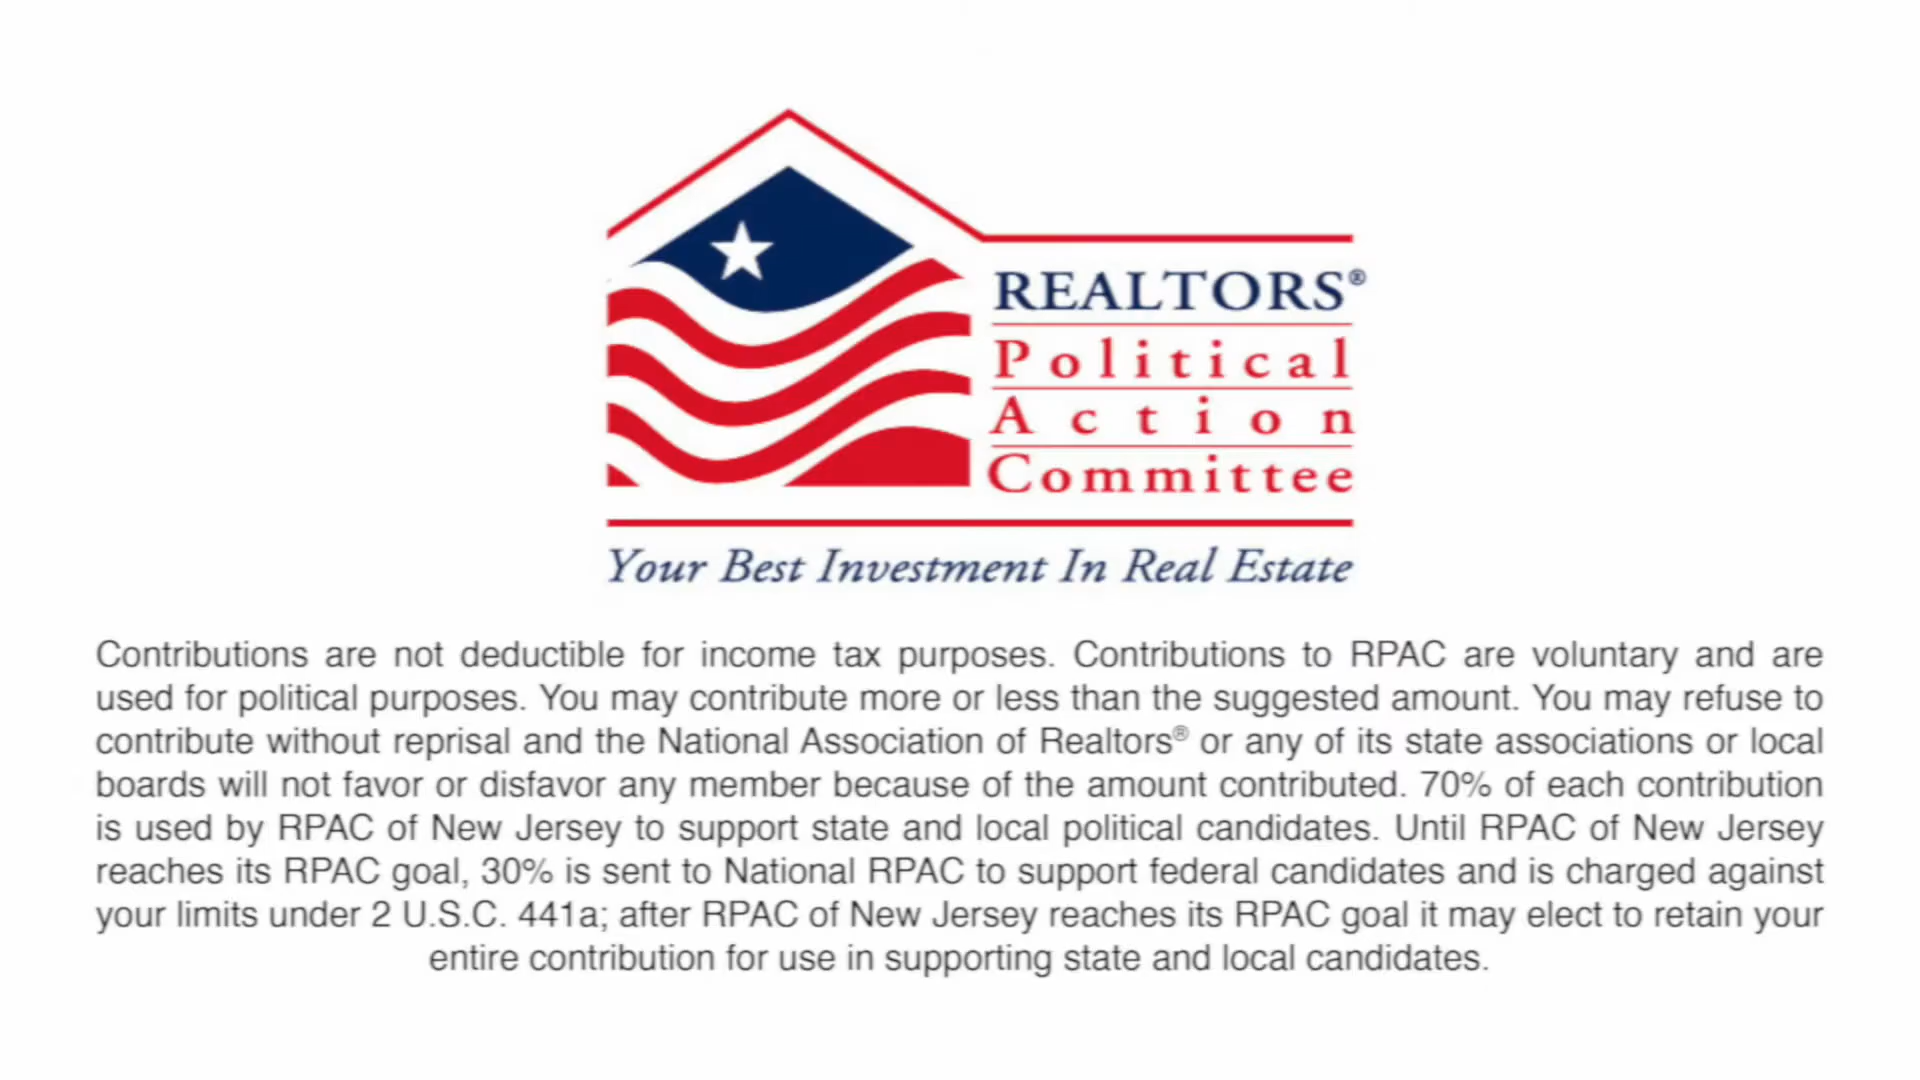 REALTORS®
Political
Action
Committee
Your Best Investment In Real Estate
Contributions are not deductible for income tax purposes. Contributions to RPAC are voluntary and are
used for political purposes. You may contribute more or less than the suggested amount. You may refuse to
contribute without reprisal and the National Association of Realtors® or any of its state associations or local
boards will not favor or disfavor any member because of the amount contributed. 70% of each contribution
is used by RPAC of New Jersey to support state and local political candidates. Until RPAC of New Jersey
reaches its RPAC goal, 30% is sent to National RPAC to support federal candidates and is charged against
your limits under 2 U.S.C. 441a; after RPAC of New Jersey reaches its RPAC goal it may elect to retain your
entire contribution for use in supporting state and local candidates.